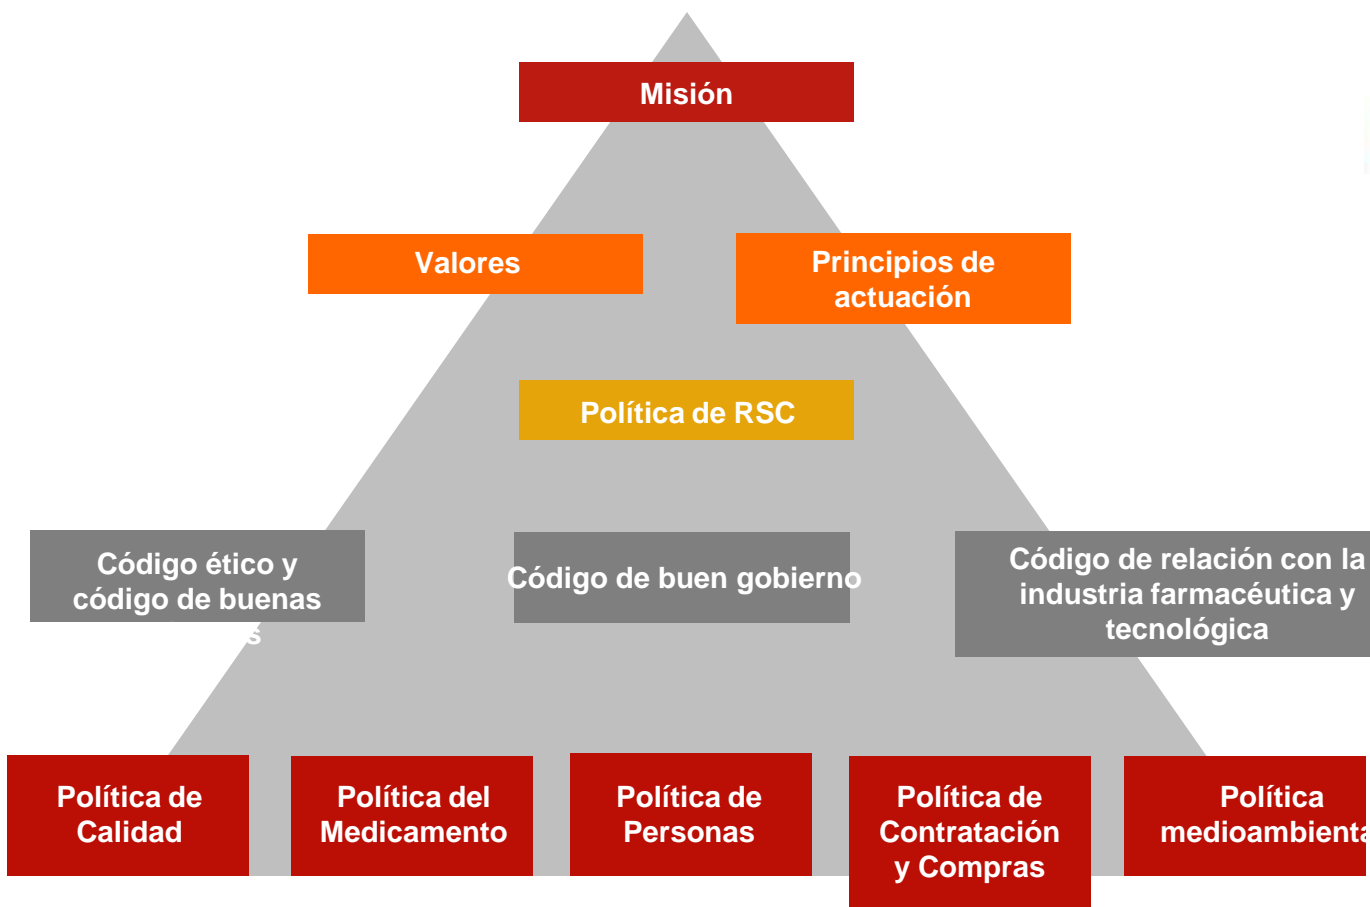 Misión
Valores
Principios de
actuación
Política de RSC
Código ético y
código de buenas
Código de buen gobierno
Código de relación con la
industria farmacéutica y
tecnológica
Política de
Calidad
Política del
Medicamento
Política de
Personas
Política de
Contratación
y Compras
Política
medioambienta